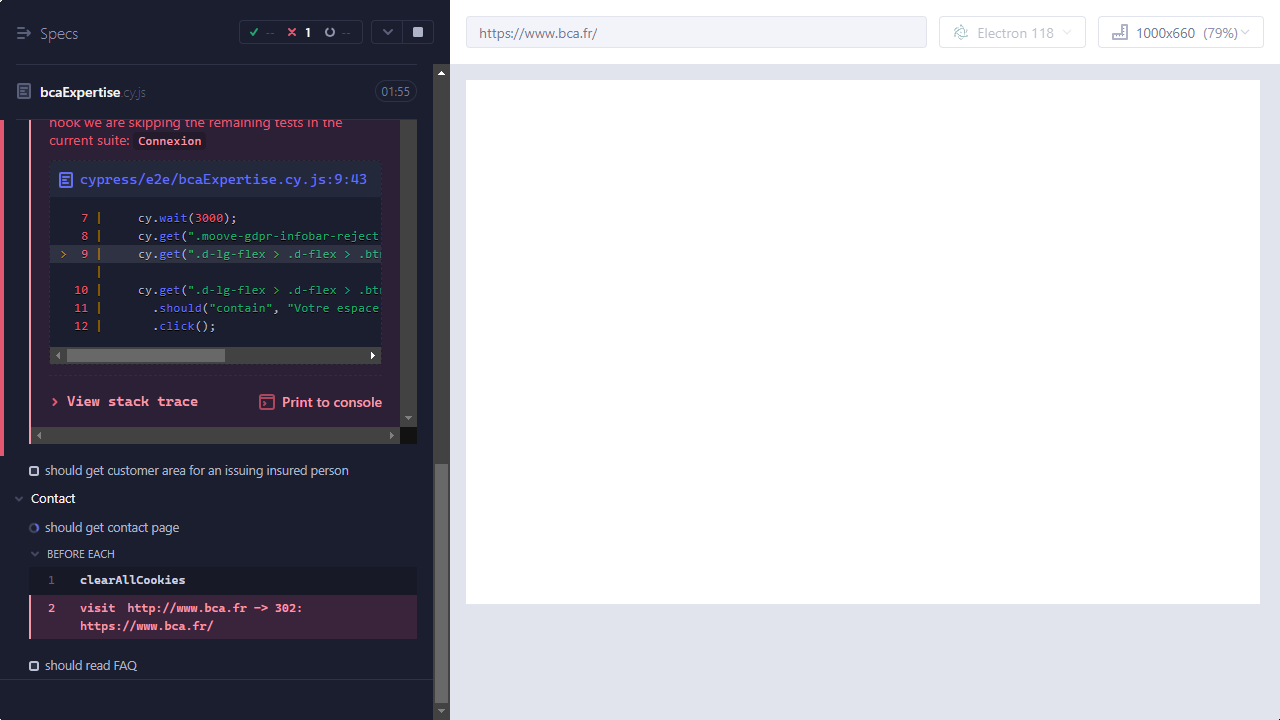 Specs
--
1
--
bcaExpertise.cy.js
01:55
hook we are skipping the remaining tests in the
current suite: Connexion
cypress/e2e/bcaExpertise.cy.js:9:43
7 | cy.wait(3000);
8 | cy.get(".moove-gdpr-infobar-reject
> 9 | cy.get(".d-lg-flex > .d-flex > .bt
|
10 | cy.get(".d-lg-flex > .d-flex > .bt
11 | .should("contain", "Votre espace
12 | .click();
View stack trace
Print to console
should get customer area for an issuing insured person
Contact
should get contact page
BEFORE EACH
1 clearAllCookies
2 visit http://www.bca.fr -> 302:
https://www.bca.fr/
should read FAQ
https://www.bca.fr/
Electron 118
1000x660 (79%)